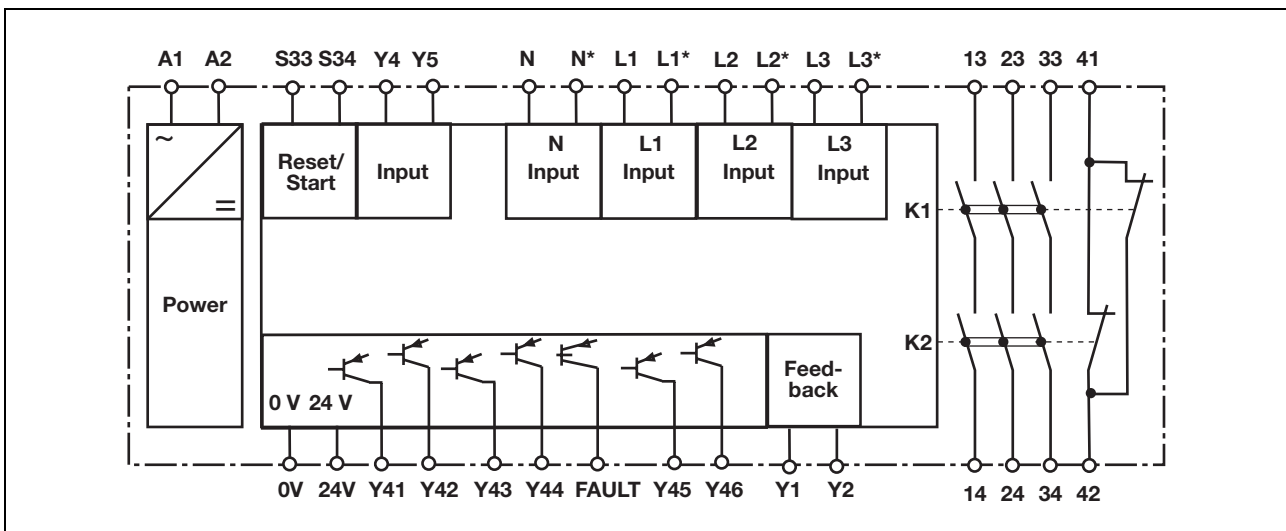 A1 A2 S33 S34 Y4 Y5 N N* L1 L1* L2 L2* L3 L3* 13 23 33 41
~
=
Reset/
Start
Input
N
Input
L1
Input
L2
Input
L3
Input
K1
Power
K2
Feed-
back
0 V 24 V
0V 24V Y41 Y42 Y43 Y44 FAULT Y45 Y46 Y1 Y2 14 24 34 42